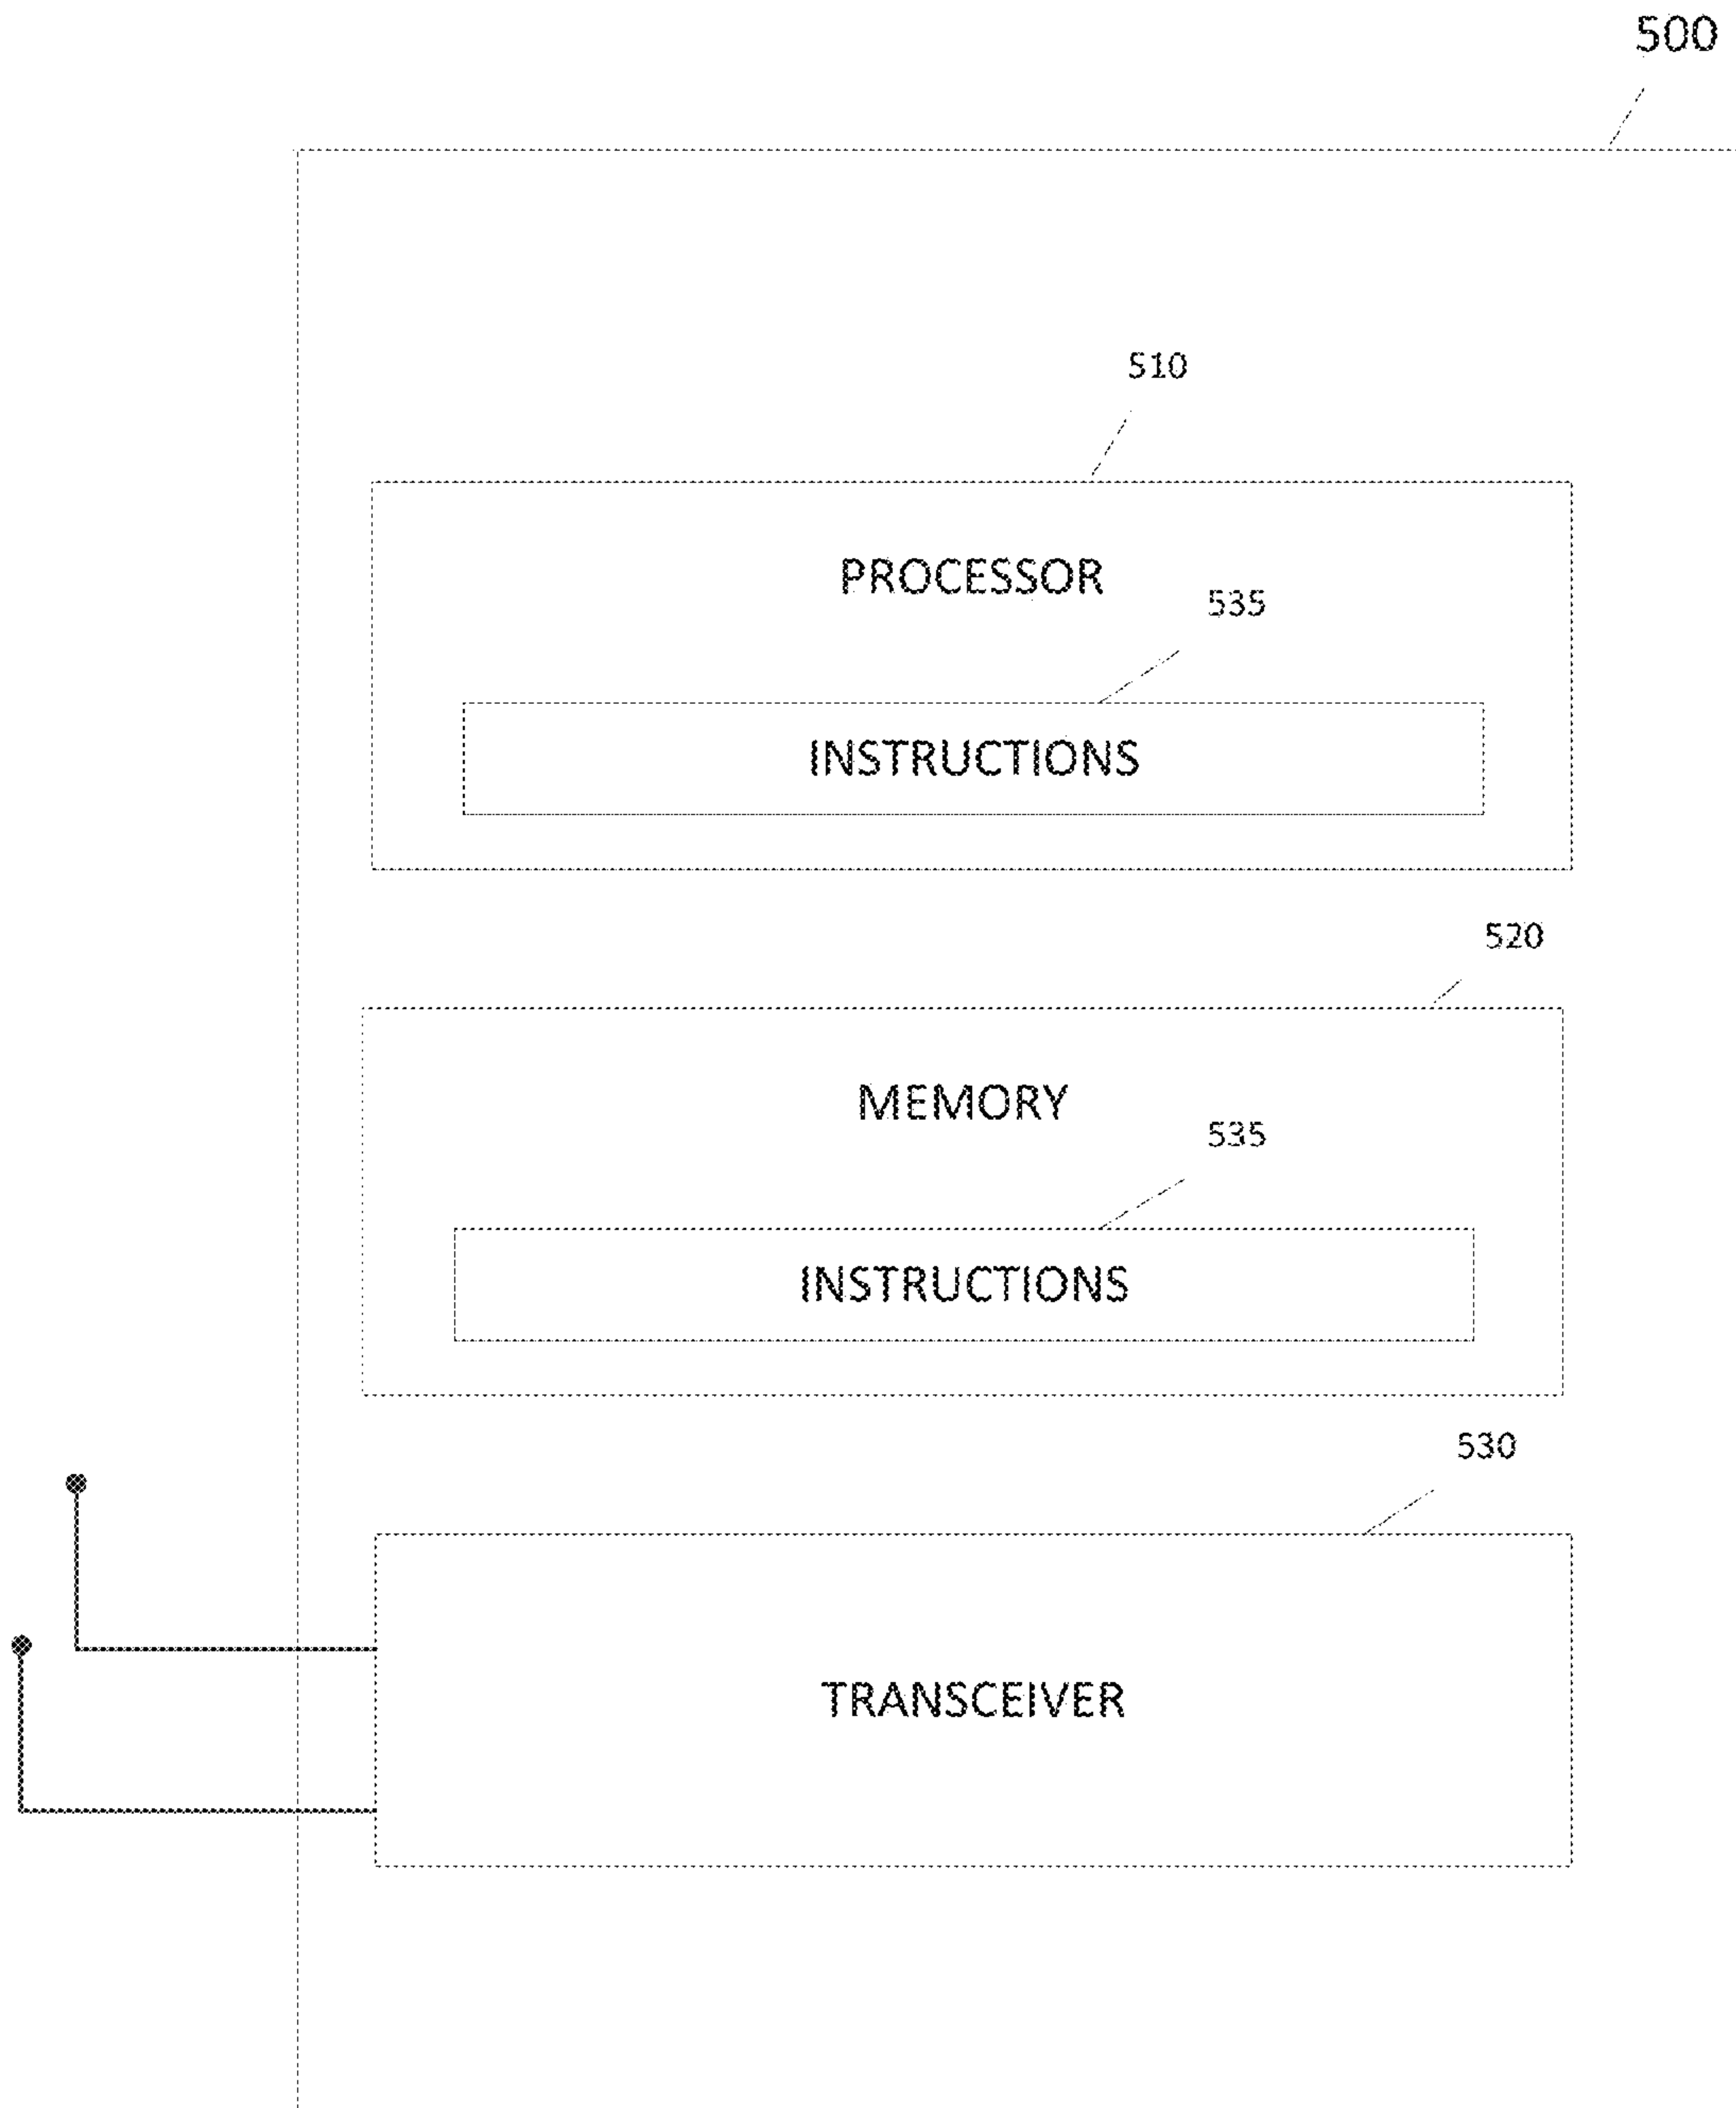 500
510
PROCESSOR
535
INSTRUCTIONS
520
MEMORY
535
INSTRUCTIONS
530
TRANSCEIVER